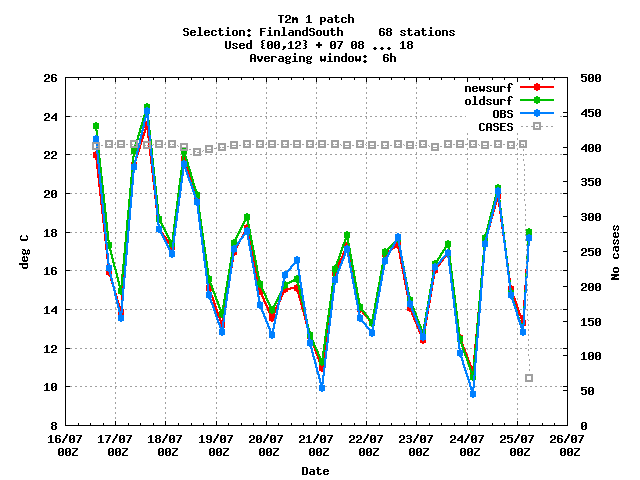 T2m 1 patch
Selection: FinlandSouth     68 stations
Used {00,12} + 07 08 ... 18
Averaging window:  6h
newsurf
oldsurf
OBS
CASES
26
24
22
20
18
16
14
12
10
8
deg C
500
450
400
350
300
250
200
150
100
50
0
No cases
16/07 17/07 18/07 19/07 20/07 21/07 22/07 23/07 24/07 25/07 26/07
00Z 00Z 00Z 00Z 00Z 00Z 00Z 00Z 00Z 00Z 00Z
Date